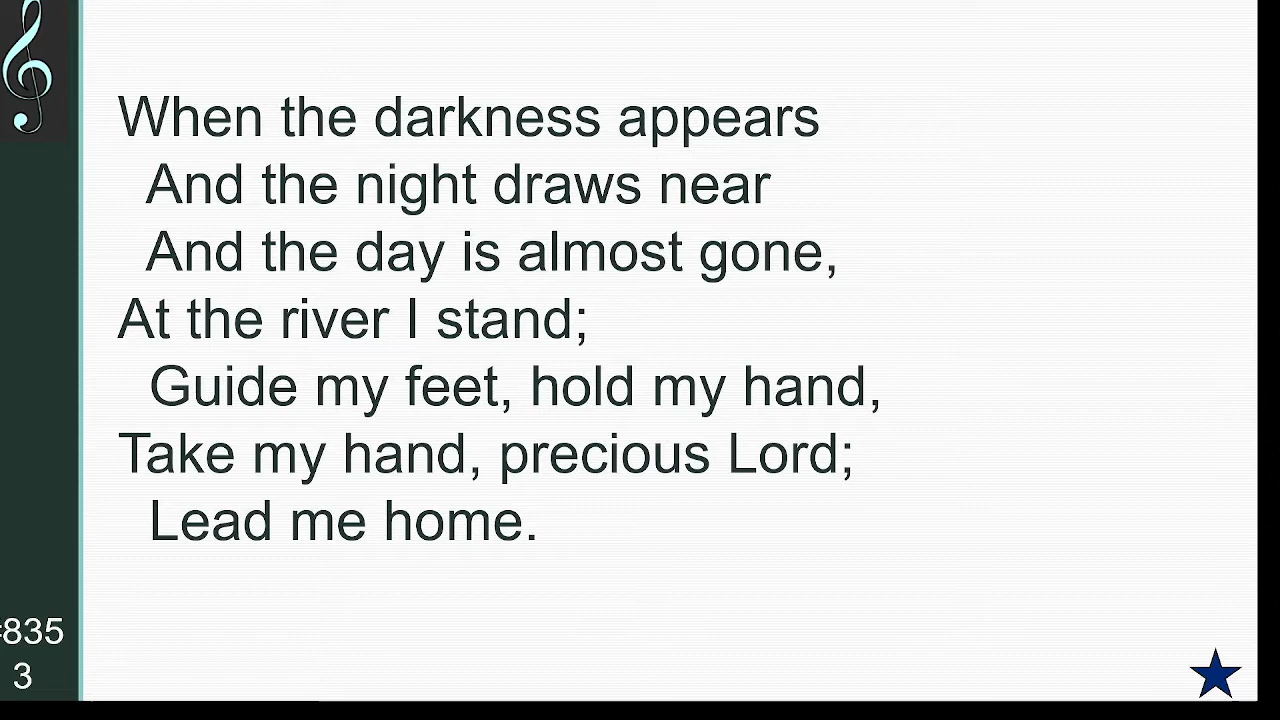 When the darkness appears
And the night draws near
And the day is almost gone,
At the river I stand;
Guide my feet, hold my hand,
Take my hand, precious Lord;
Lead me home.
#835
3